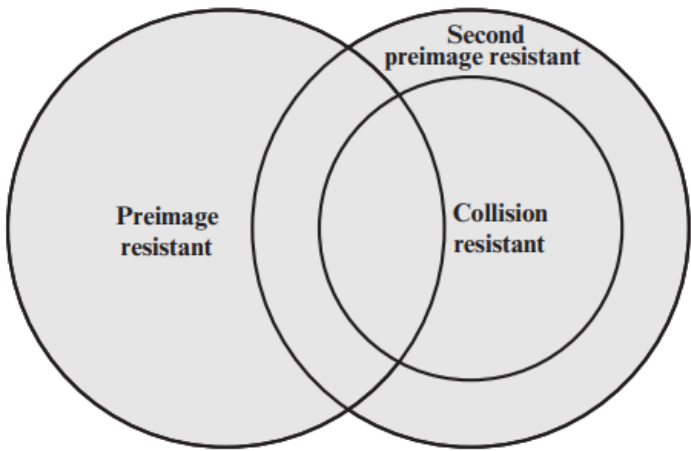 Second
preimage resistant
Preimage
resistant
Collision
resistant